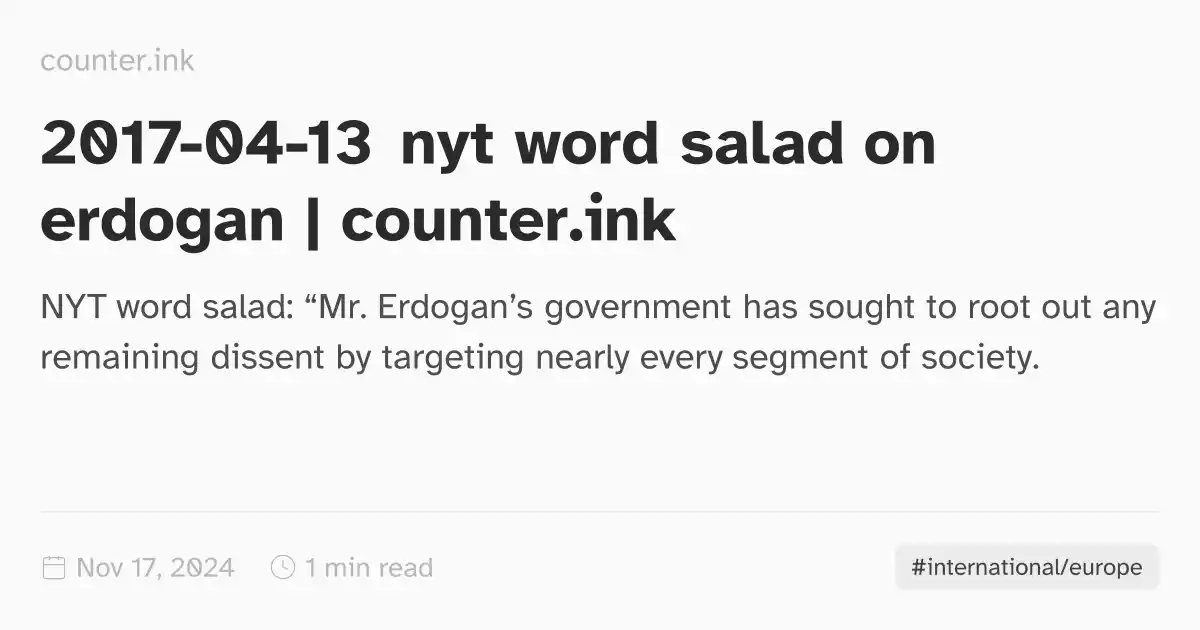 counter.ink
2017-04-13 nyt word salad on
erdogan | counter.ink
NYT word salad: “Mr. Erdogan’s government has sought to root out any
remaining dissent by targeting nearly every segment of society.
Nov 17, 2024 1 min read #international/europe